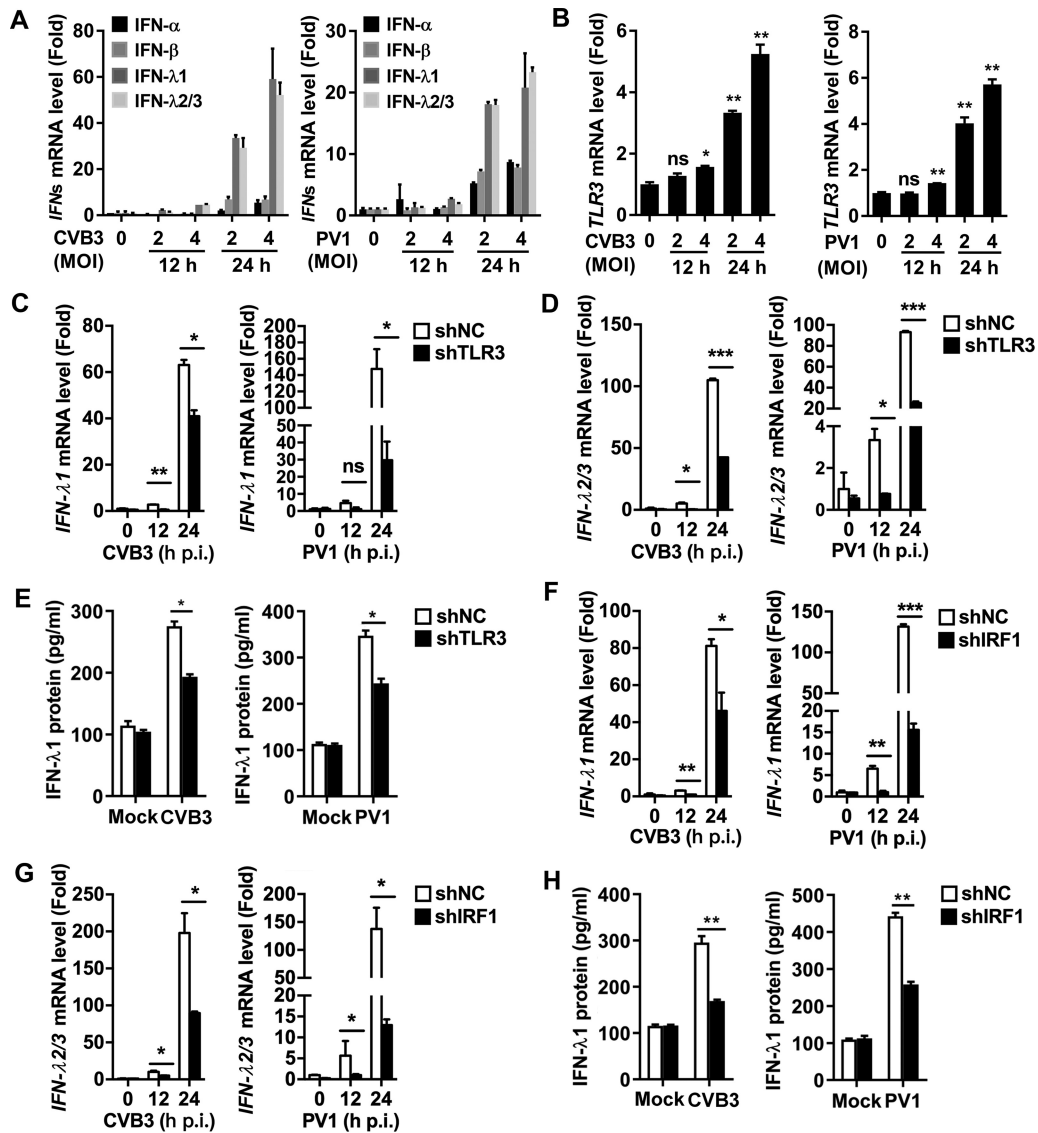 A
IFNs mRNA level (Fold)
80
60
40
20
0
IFN-α
IFN-β
IFN-λ1
IFN-λ2/3
CVB3 0 2 4 2 4
(MOI) 12 h 24 h
IFNs mRNA level (Fold)
30
20
10
0
IFN-α
IFN-β
IFN-λ1
IFN-λ2/3
PV1 0 2 4 2 4
(MOI) 12 h 24 h
B
TLR3 mRNA level (Fold)
6
4
2
0
ns * ** **
CVB3 0 2 4 2 4
(MOI) 12 h 24 h
TLR3 mRNA level (Fold)
8
6
4
2
0
ns ** ** **
PV1 0 2 4 2 4
(MOI) 12 h 24 h
C
IFN-λ1 mRNA level (Fold)
80
60
40
20
0
** *
0 12 24
CVB3 (h p.i.)
IFN-λ1 mRNA level (Fold)
200
180
160
140
120
100
50
40
30
20
10
0
ns *
0 12 24
PV1 (h p.i.)
shNC
shTLR3
D
IFN-λ2/3 mRNA level (Fold)
150
100
50
0
* ***
0 12 24
CVB3 (h p.i.)
IFN-λ2/3 mRNA level (Fold)
100
80
60
40
20
4
2
0
* ***
0 12 24
PV1 (h p.i.)
shNC
shTLR3
E
IFN-λ1 protein (pg/ml)
300
200
100
0
*
Mock CVB3
IFN-λ1 protein (pg/ml)
400
300
200
100
0
*
Mock PV1
shNC
shTLR3
F
IFN-λ1 mRNA level (Fold)
100
80
60
40
20
0
** *
0 12 24
CVB3 (h p.i.)
IFN-λ1 mRNA level (Fold)
150
100
50
20
15
10
5
0
** ***
0 12 24
PV1 (h p.i.)
shNC
shIRF1
G
IFN-λ2/3 mRNA level (Fold)
250
200
150
100
50
0
* *
0 12 24
CVB3 (h p.i.)
IFN-λ2/3 mRNA level (Fold)
200
150
100
50
20
15
10
5
0
* *
0 12 24
PV1 (h p.i.)
shNC
shIRF1
H
IFN-λ1 protein (pg/ml)
400
300
200
100
0
**
Mock CVB3
IFN-λ1 protein (pg/ml)
500
400
300
200
100
0
**
Mock PV1
shNC
shIRF1